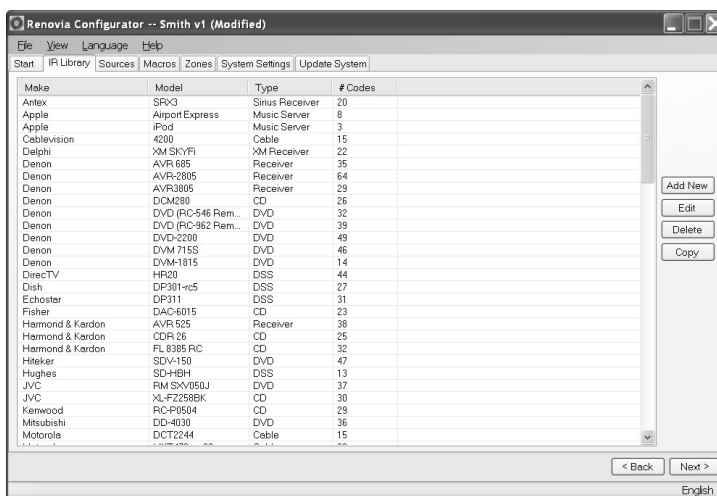 Renovia Configurator -- Smith v1 (Modified)
File View Language Help
Start IR Library Sources Macros Zones System Settings Update System
Make Model Type # Codes
Antex SRX3 Sirius Receiver 20
Apple Airport Express Music Server 8
Apple iPod Music Server 3
Cablevision 4200 Cable 15
Delphi XM SKYFi XM Receiver 22
Denon AVR 685 Receiver 35
Denon AVR-2805 Receiver 64
Denon AVR3805 Receiver 29
Denon DCM280 CD 26
Denon DVD (RC-546 Rem... DVD 32
Denon DVD (RC-962 Rem... DVD 39
Denon DVD-2200 DVD 49
Denon DVM 715S DVD 46
Denon DVM-1815 DVD 14
DirecTV HR20 DSS 44
Dish DP301-rc5 DSS 27
Echostar DP311 DSS 31
Fisher DAC-6015 CD 23
Harmond & Kardon AVR 525 Receiver 38
Harmond & Kardon CDR 26 CD 25
Harmond & Kardon FL 8385 RC CD 32
Hiteker SDV-150 DVD 47
Hughes SD-HBH DSS 13
JVC RM SXV050J DVD 37
JVC XL-FZ258BK CD 30
Kenwood RC-P0504 CD 29
Mitsubishi DD-4030 DVD 36
Motorola DCT2244 Cable 15
Add New
Edit
Delete
Copy
< Back Next >
English